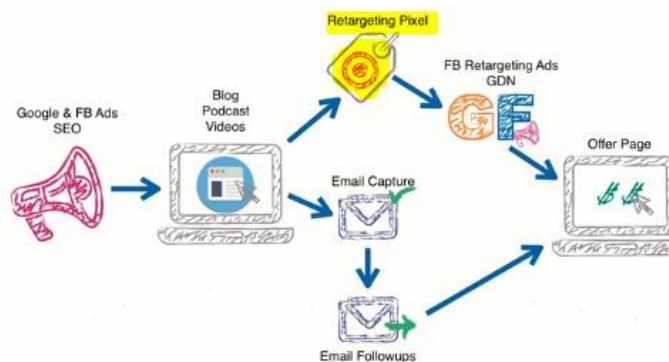 Retargeting Pixel
FB Retargeting Ads
GDN
Google & FB Ads
SEO
Blog
Podcast
Videos
GF
Offer Page
$ $
Email Capture
Email Followups